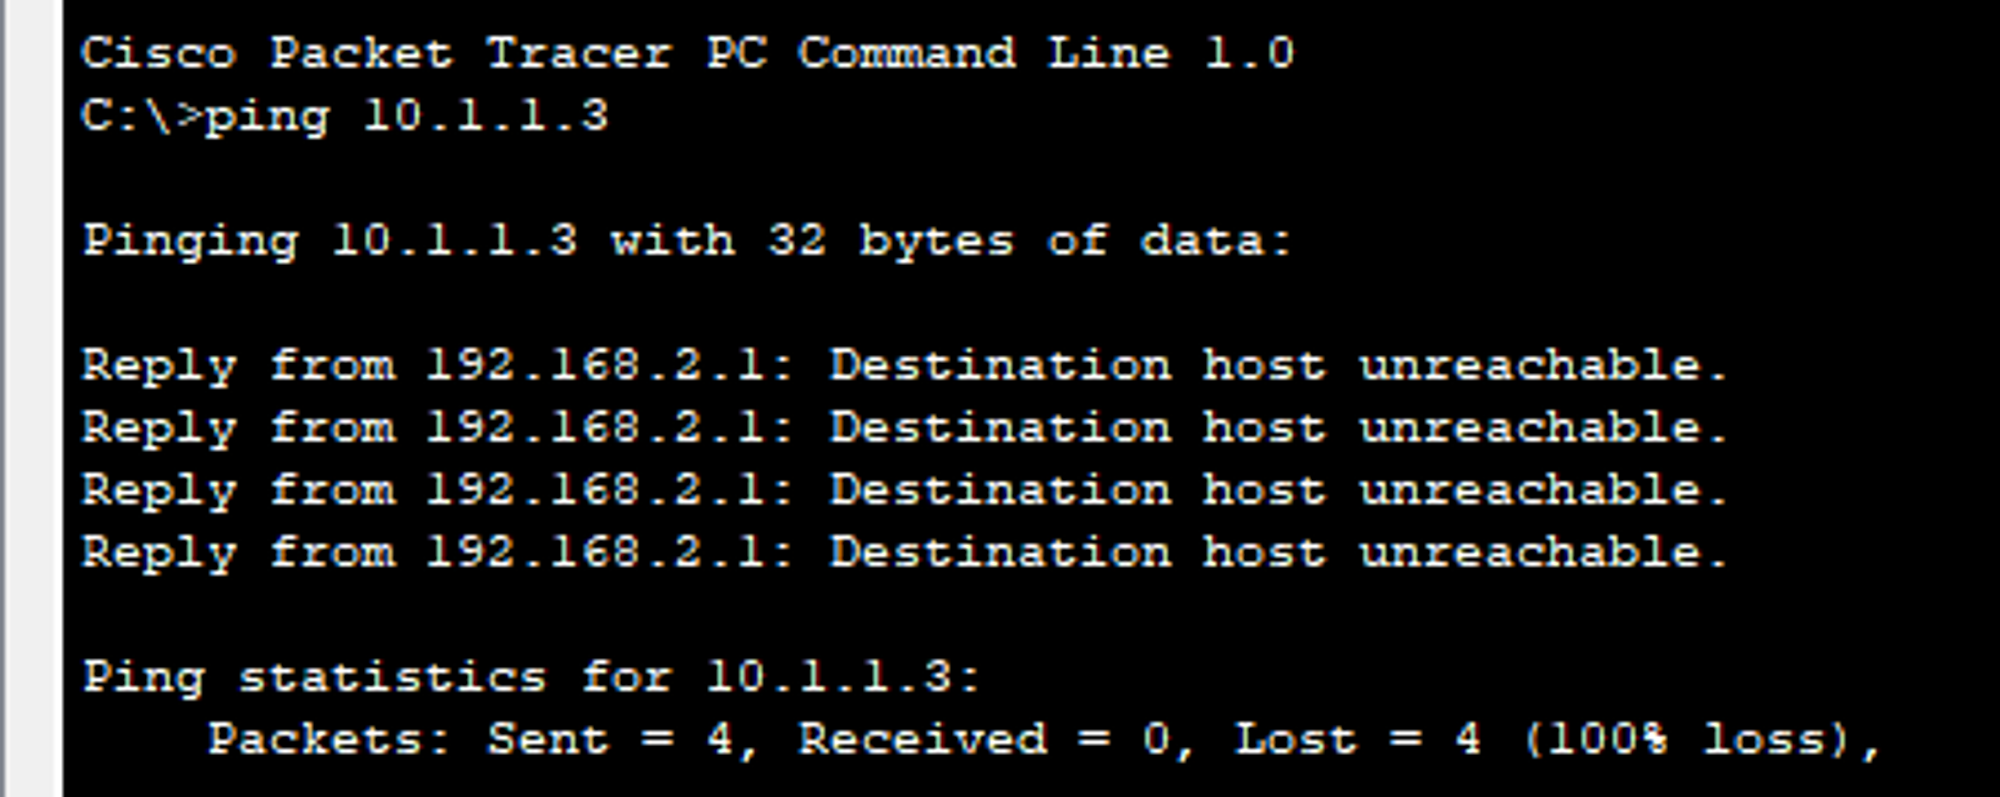 Cisco Packet Tracer PC Command Line 1.0
C:\>ping 10.1.1.3
Pinging 10.1.1.3 with 32 bytes of data:
Reply from 192.168.2.1: Destination host unreachable.
Reply from 192.168.2.1: Destination host unreachable.
Reply from 192.168.2.1: Destination host unreachable.
Reply from 192.168.2.1: Destination host unreachable.
Ping statistics for 10.1.1.3:
    Packets: Sent = 4, Received = 0, Lost = 4 (100% loss),